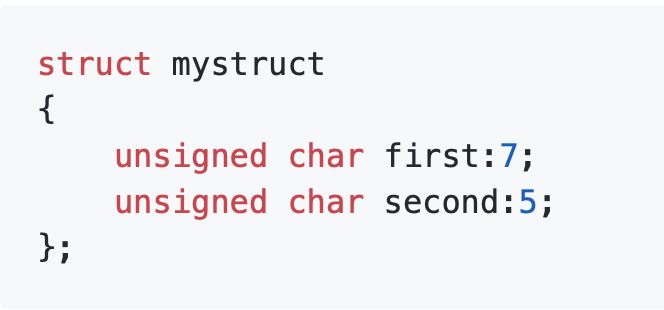 struct mystruct
{
    unsigned char first:7;
    unsigned char second:5;
};